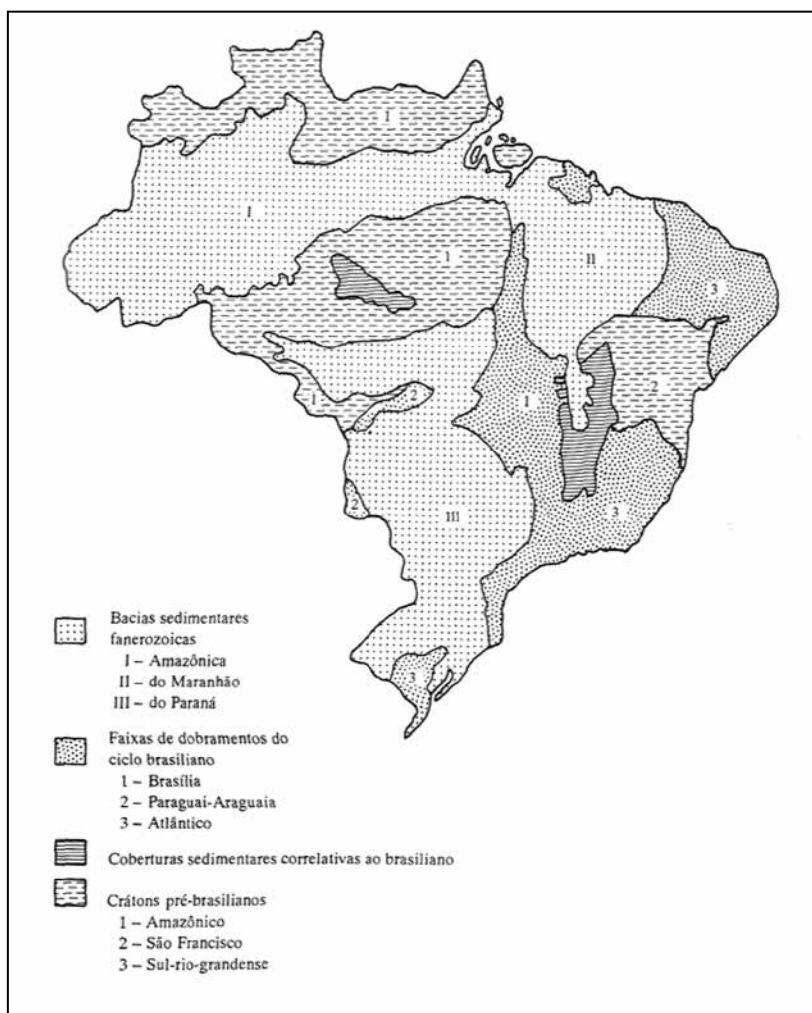 I
I
I
II
3
2
1
2
1
2
III
3
3
Bacias sedimentares
fanerozoicas
I – Amazônica
II – do Maranhão
III – do Paraná
Faixas de dobramentos do
ciclo brasiliano
1 – Brasília
2 – Paraguai-Araguaia
3 – Atlântico
Coberturas sedimentares correlativas ao brasiliano
Crátons pré-brasilianos
1 – Amazônico
2 – São Francisco
3 – Sul-rio-grandense